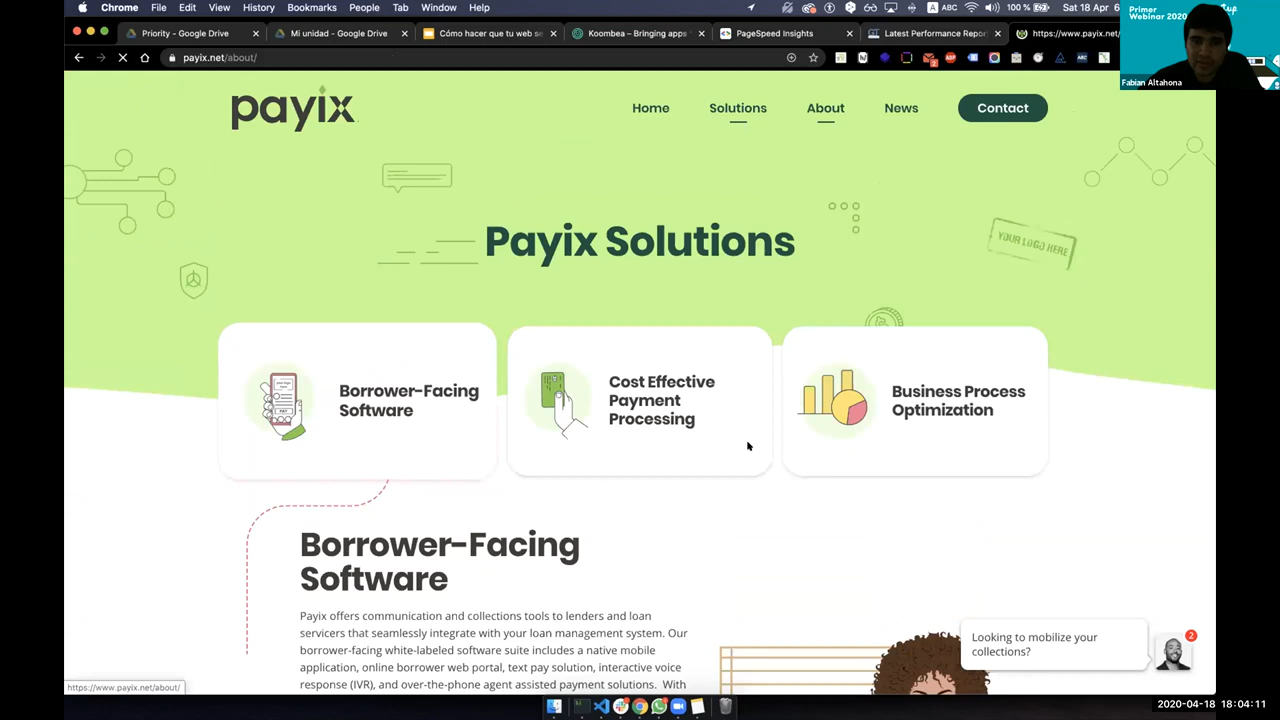 Chrome File Edit View History Bookmarks People Tab Window Help
ABC 100 % Sat 18 Apr 6
Primer
Webinar 2020
Fabian Altahona
Priority - Google Drive
Mi unidad - Google Drive
Cómo hacer que tu web s
Koombea – Bringing apps
PageSpeed Insights
Latest Performance Repor
https://www.payix.net/abou
payix.net/about/
payix
Home Solutions About News Contact
YOUR LOGO HERE
Payix Solutions
Borrower-Facing
Software
Cost Effective
Payment
Processing
Business Process
Optimization
Borrower-Facing
Software
Payix offers communication and collections tools to lenders and loan
servicers that seamlessly integrate with your loan management system. Our
borrower-facing white-labeled software suite includes a native mobile
application, online borrower web portal, text pay solution, interactive voice
response (IVR), and over-the-phone agent assisted payment solutions. With
Looking to mobilize your
collections?
2
https://www.payix.net/about/
2020-04-18 18:04:11